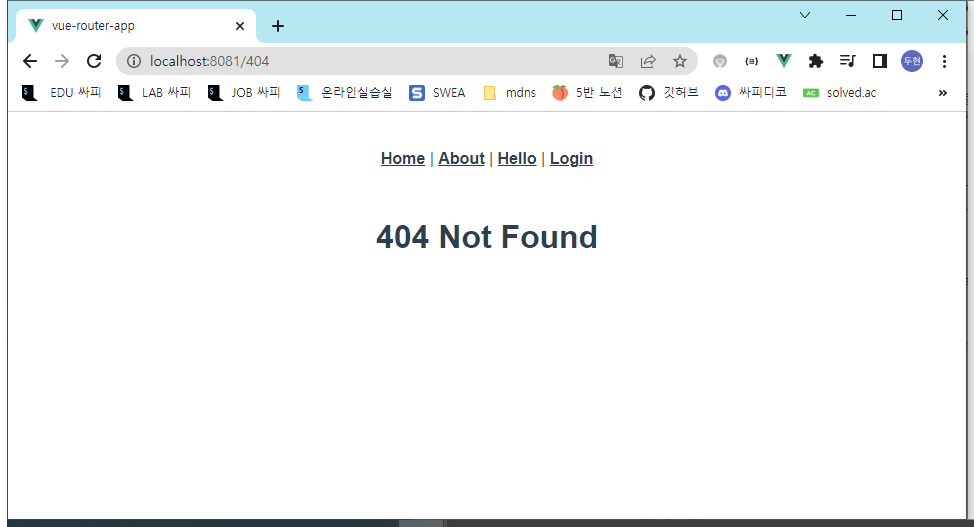 vue-router-app
localhost:8081/404
두현
EDU 싸피 LAB 싸피 JOB 싸피 온라인실습실 SWEA mdns 5반 노션 깃허브 싸피디코 AC solved.ac »
Home | About | Hello | Login
404 Not Found